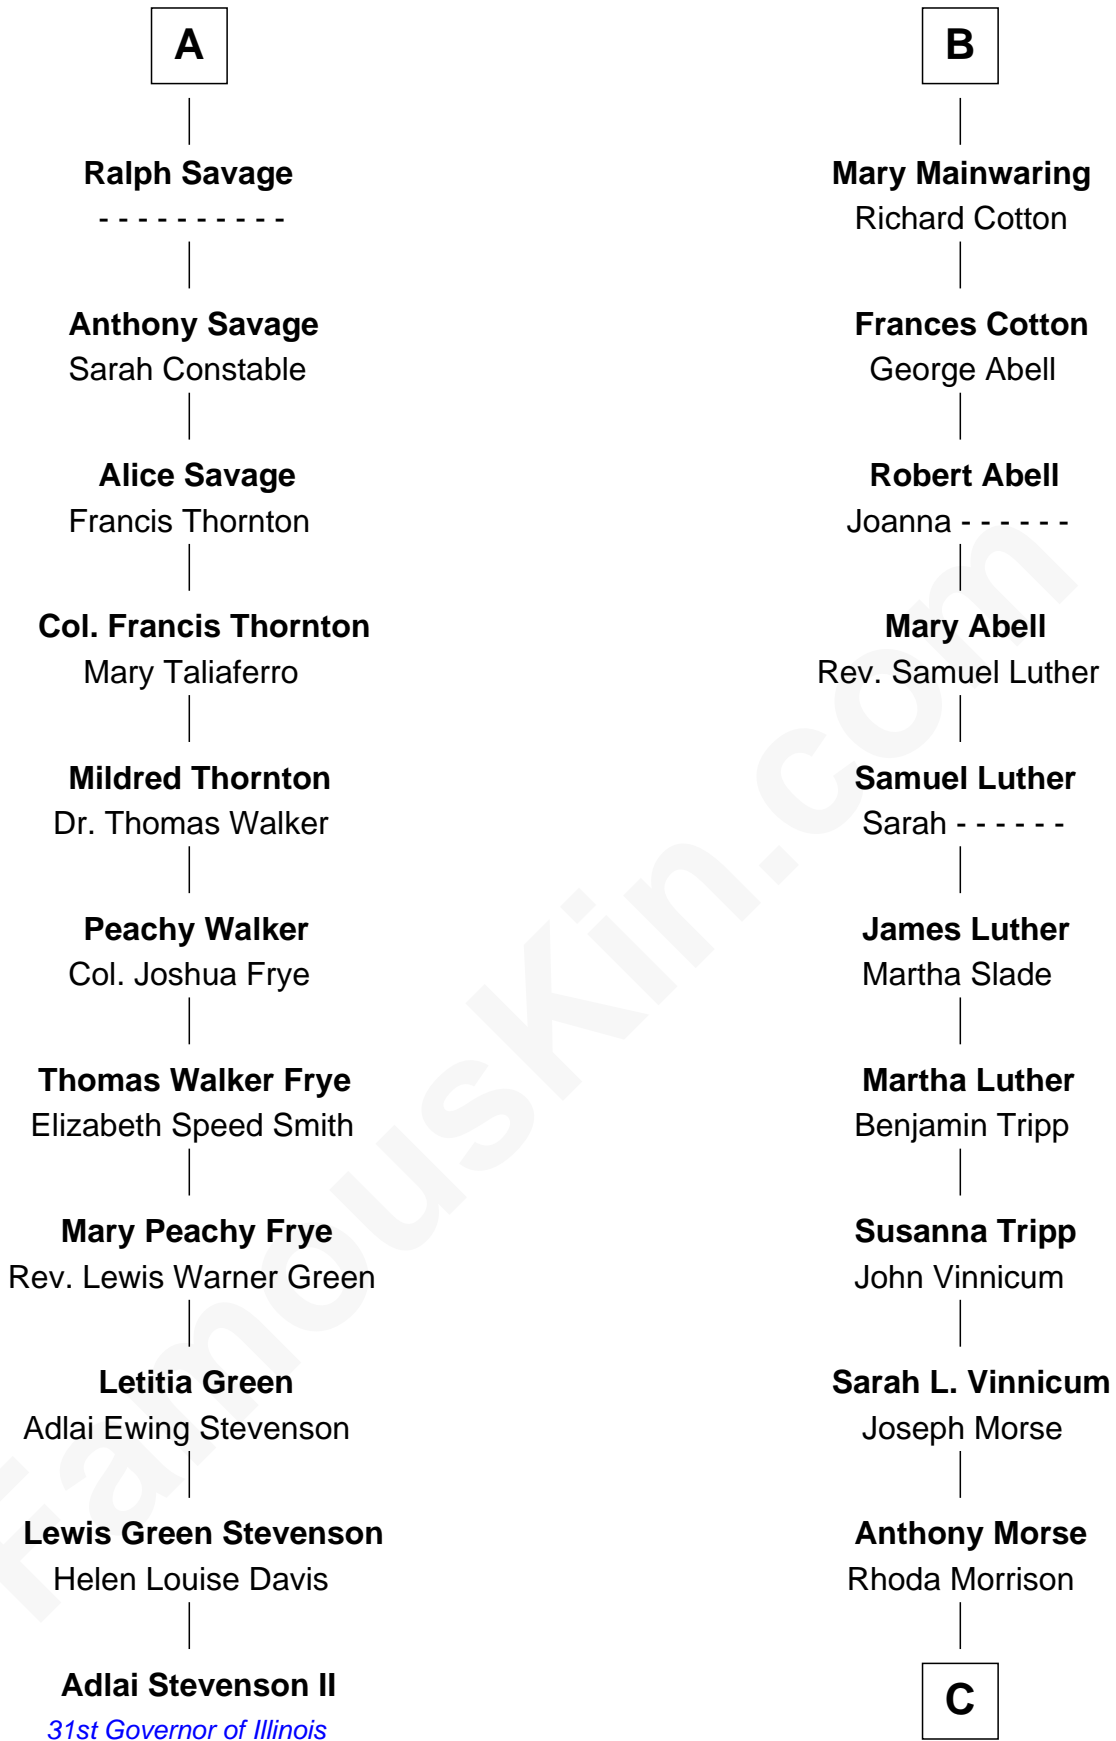 A
Ralph Savage
- - - - - - - - - -
Anthony Savage
Sarah Constable
Alice Savage
Francis Thornton
Col. Francis Thornton
Mary Taliaferro
Mildred Thornton
Dr. Thomas Walker
Peachy Walker
Col. Joshua Frye
Thomas Walker Frye
Elizabeth Speed Smith
Mary Peachy Frye
Rev. Lewis Warner Green
Letitia Green
Adlai Ewing Stevenson
Lewis Green Stevenson
Helen Louise Davis
Adlai Stevenson II
31st Governor of Illinois
B
Mary Mainwaring
Richard Cotton
Frances Cotton
George Abell
Robert Abell
Joanna - - - - - -
Mary Abell
Rev. Samuel Luther
Samuel Luther
Sarah - - - - - -
James Luther
Martha Slade
Martha Luther
Benjamin Tripp
Susanna Tripp
John Vinnicum
Sarah L. Vinnicum
Joseph Morse
Anthony Morse
Rhoda Morrison
C
FamousKin.com